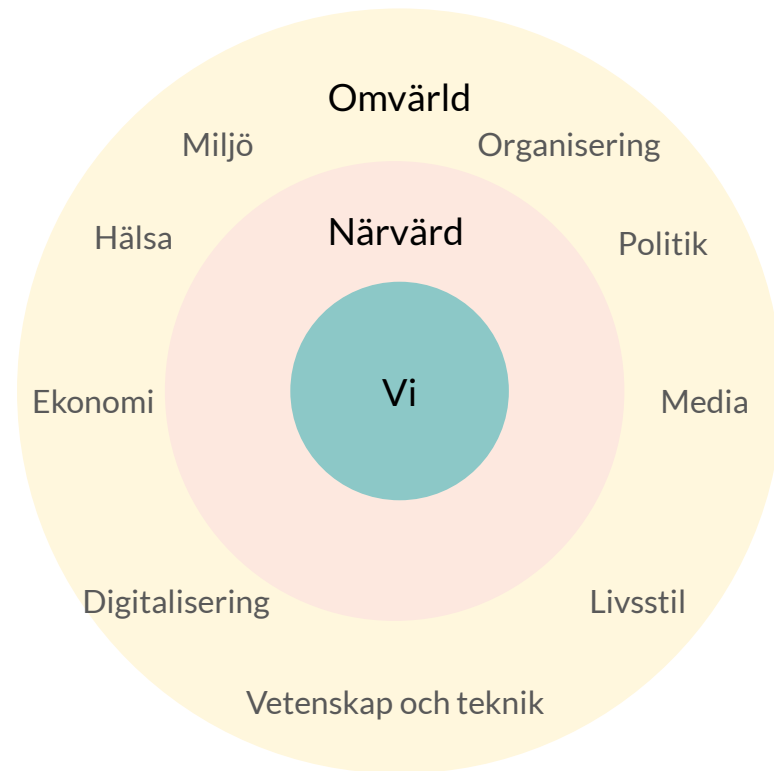 Omvärld
Miljö
Organisering
Hälsa
Närvärd
Politik
Ekonomi
Vi
Media
Digitalisering
Livsstil
Vetenskap och teknik